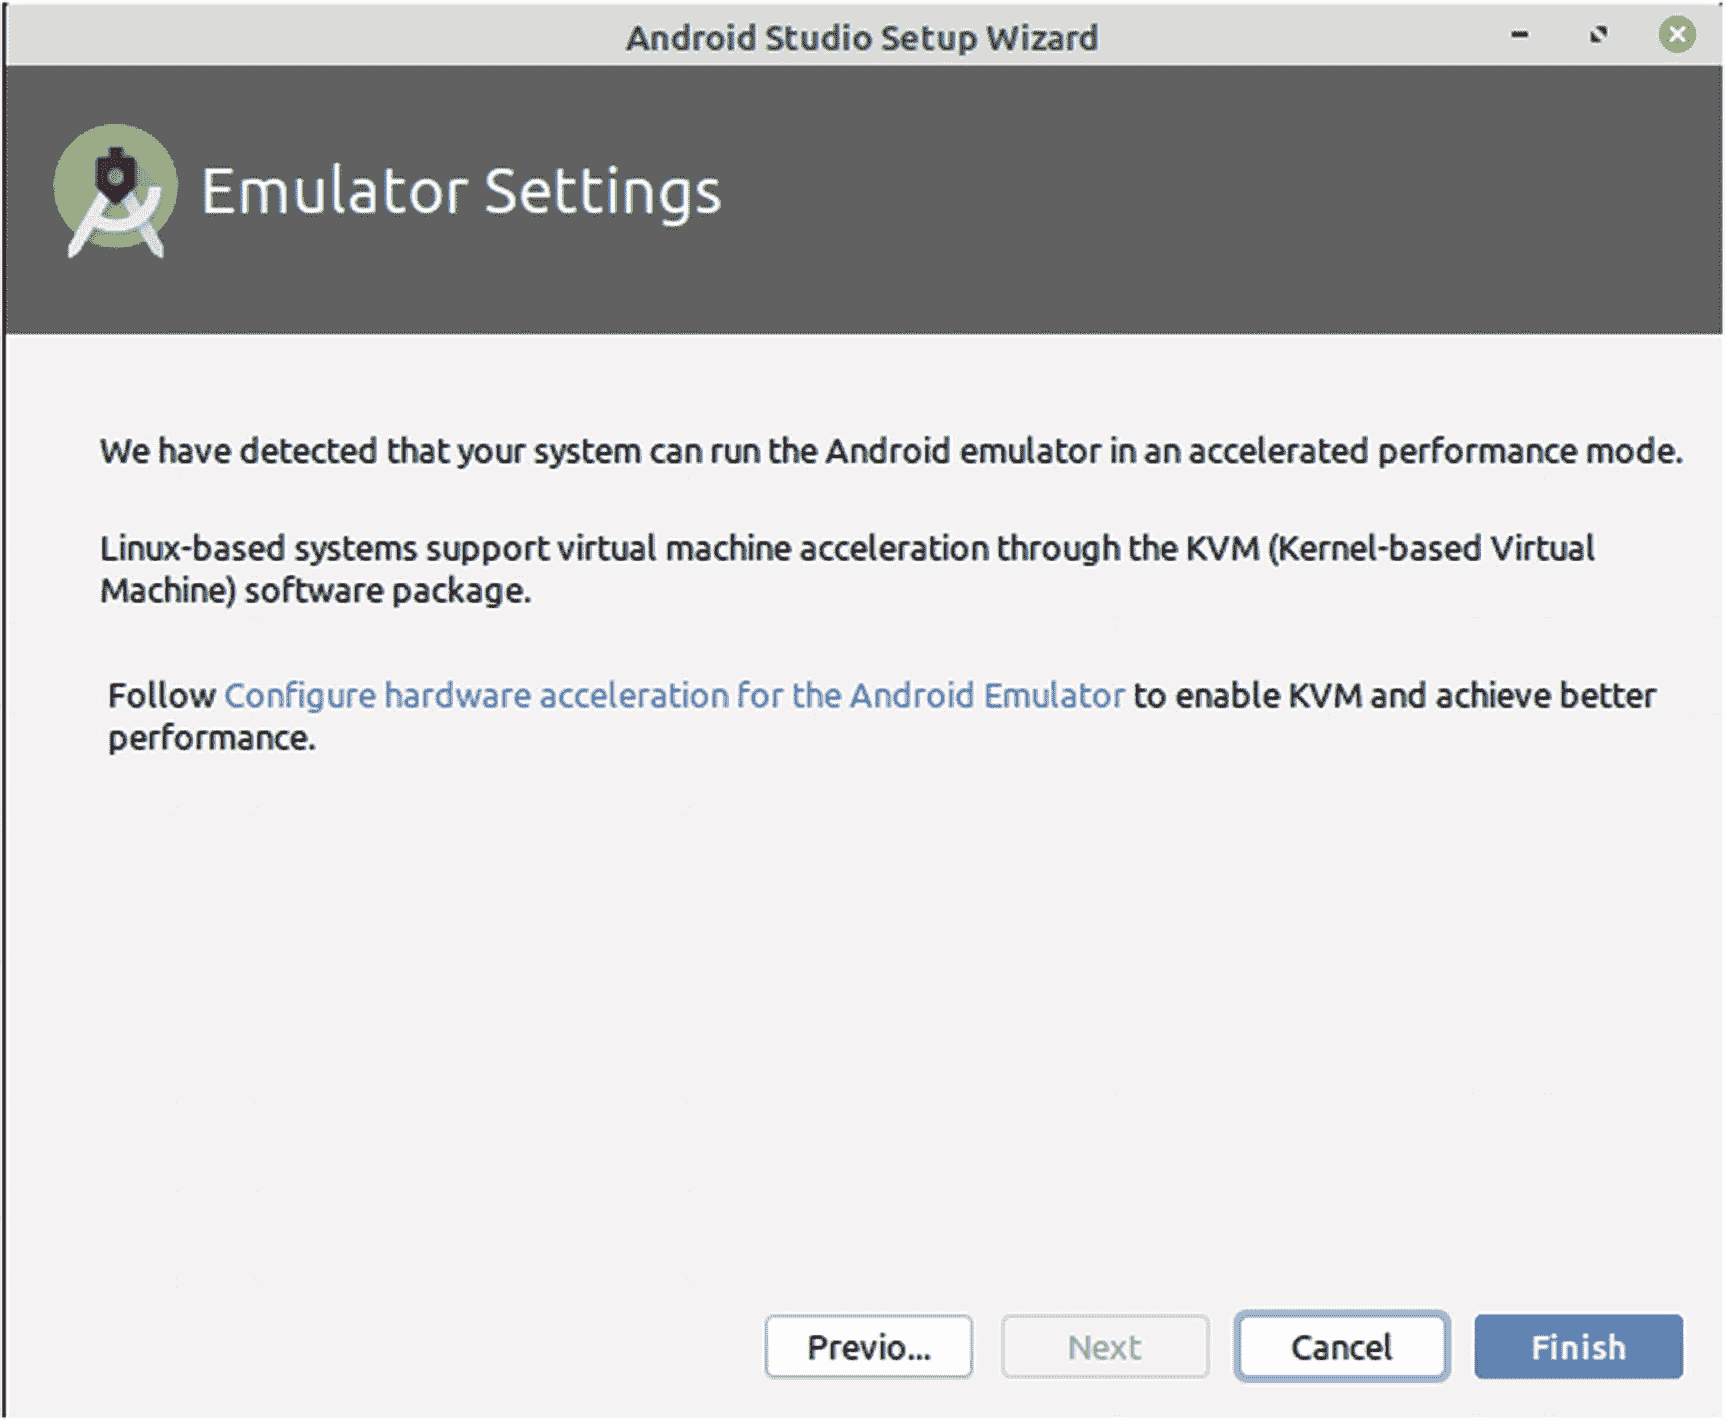 Android Studio Setup Wizard
Emulator Settings
We have detected that your system can run the Android emulator in an accelerated performance mode.
Linux-based systems support virtual machine acceleration through the KVM (Kernel-based Virtual
Machine) software package.
Follow Configure hardware acceleration for the Android Emulator to enable KVM and achieve better
performance.
Previo... Next Cancel Finish